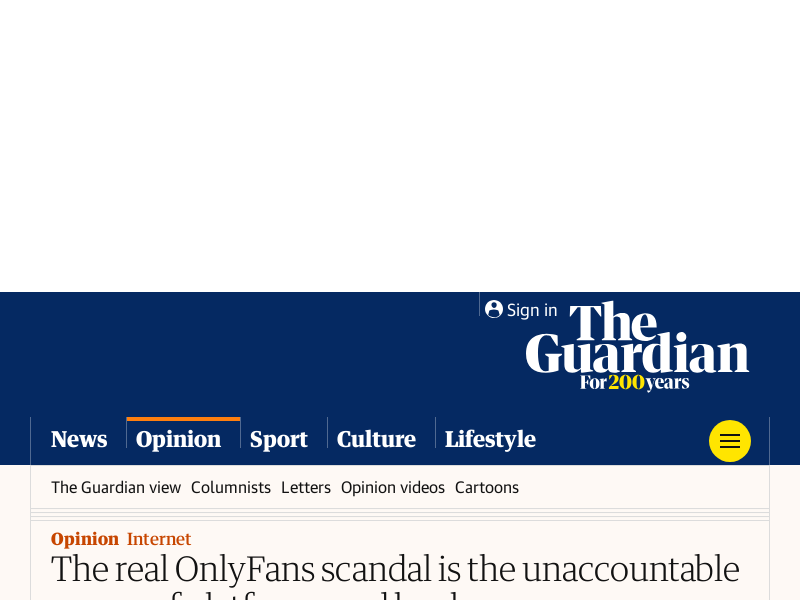 Sign in
The
Guardian
For 200 years
News Opinion Sport Culture Lifestyle
The Guardian view Columnists Letters Opinion videos Cartoons
Opinion Internet
The real OnlyFans scandal is the unaccountable